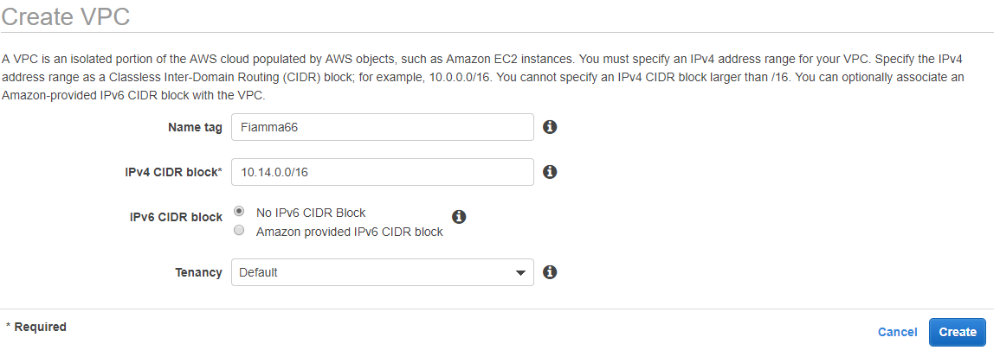 Create VPC
A VPC is an isolated portion of the AWS cloud populated by AWS objects, such as Amazon EC2 instances. You must specify an IPv4 address range for your VPC. Specify the IPv4
address range as a Classless Inter-Domain Routing (CIDR) block; for example, 10.0.0.0/16. You cannot specify an IPv4 CIDR block larger than /16. You can optionally associate an
Amazon-provided IPv6 CIDR block with the VPC.
Name tag Fiamma66
IPv4 CIDR block* 10.14.0.0/16
IPv6 CIDR block No IPv6 CIDR Block
Amazon provided IPv6 CIDR block
Tenancy Default
* Required
Cancel Create